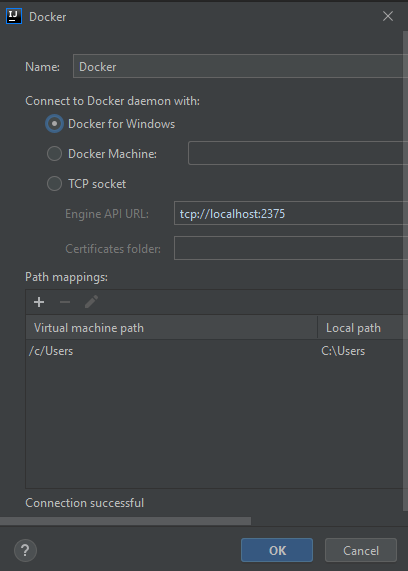 IJ
Docker
Name: Docker
Connect to Docker daemon with:
Docker for Windows
Docker Machine:
TCP socket
Engine API URL: tcp://localhost:2375
Certificates folder:
Path mappings:
Virtual machine path Local path
/c/Users C:\Users
Connection successful
? OK Cancel